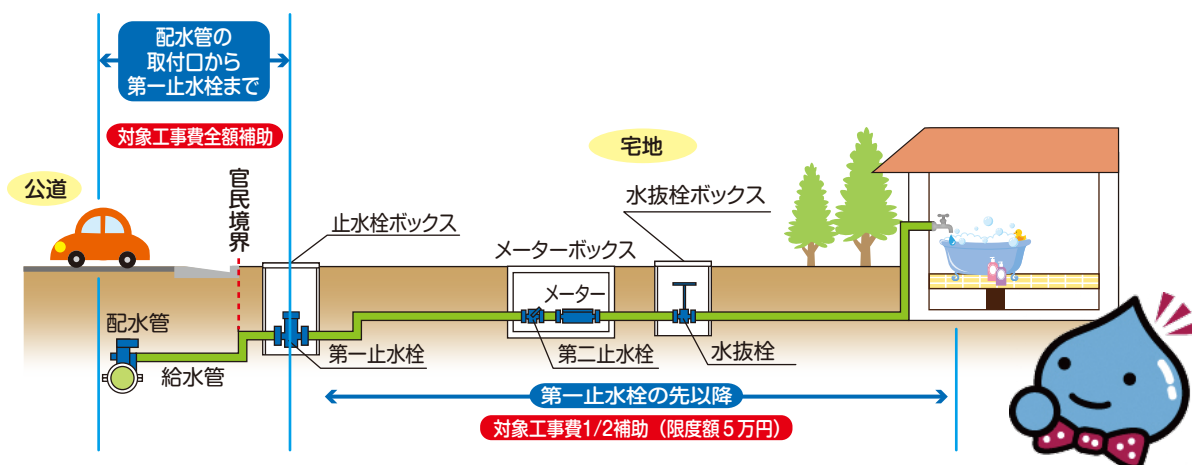 配水管の
取付口から
第一止水栓まで
対象工事費全額補助
公道
官民境界
宅地
止水栓ボックス
水抜栓ボックス
メーターボックス
メーター
配水管
給水管
第一止水栓
第二止水栓
水抜栓
第一止水栓の先以降
対象工事費1/2補助（限度額５万円）